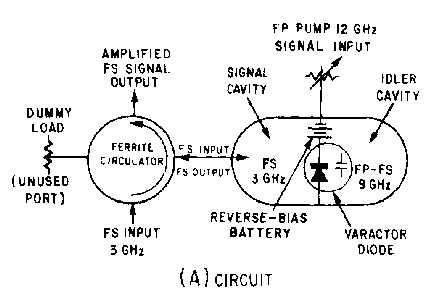 FP PUMP 12 GHz
SIGNAL INPUT
AMPLIFIED
FS SIGNAL
OUTPUT
SIGNAL
CAVITY
IDLER
CAVITY
DUMMY
LOAD
(UNUSED
PORT)
FERRITE
CIRCULATOR
FS INPUT
FS OUTPUT
FS
3 GHz
FP-FS
9 GHz
FS INPUT
3 GHz
REVERSE-BIAS
BATTERY
VARACTOR
DIODE
(A) CIRCUIT